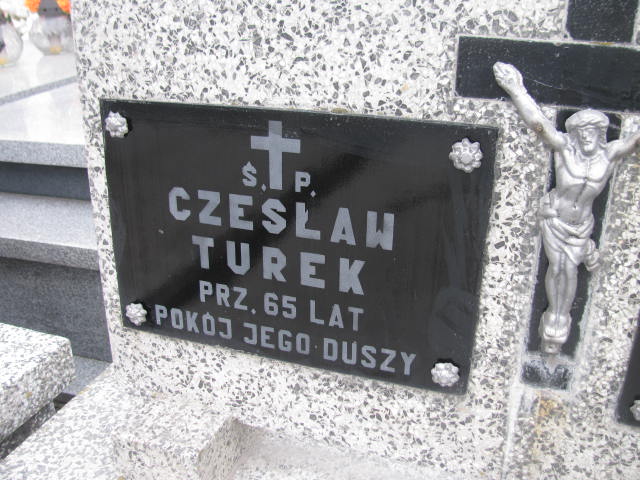 Ś. P.
CZESŁAW
TUREK
PRZ. 65 LAT
POKÓJ JEGO DUSZY